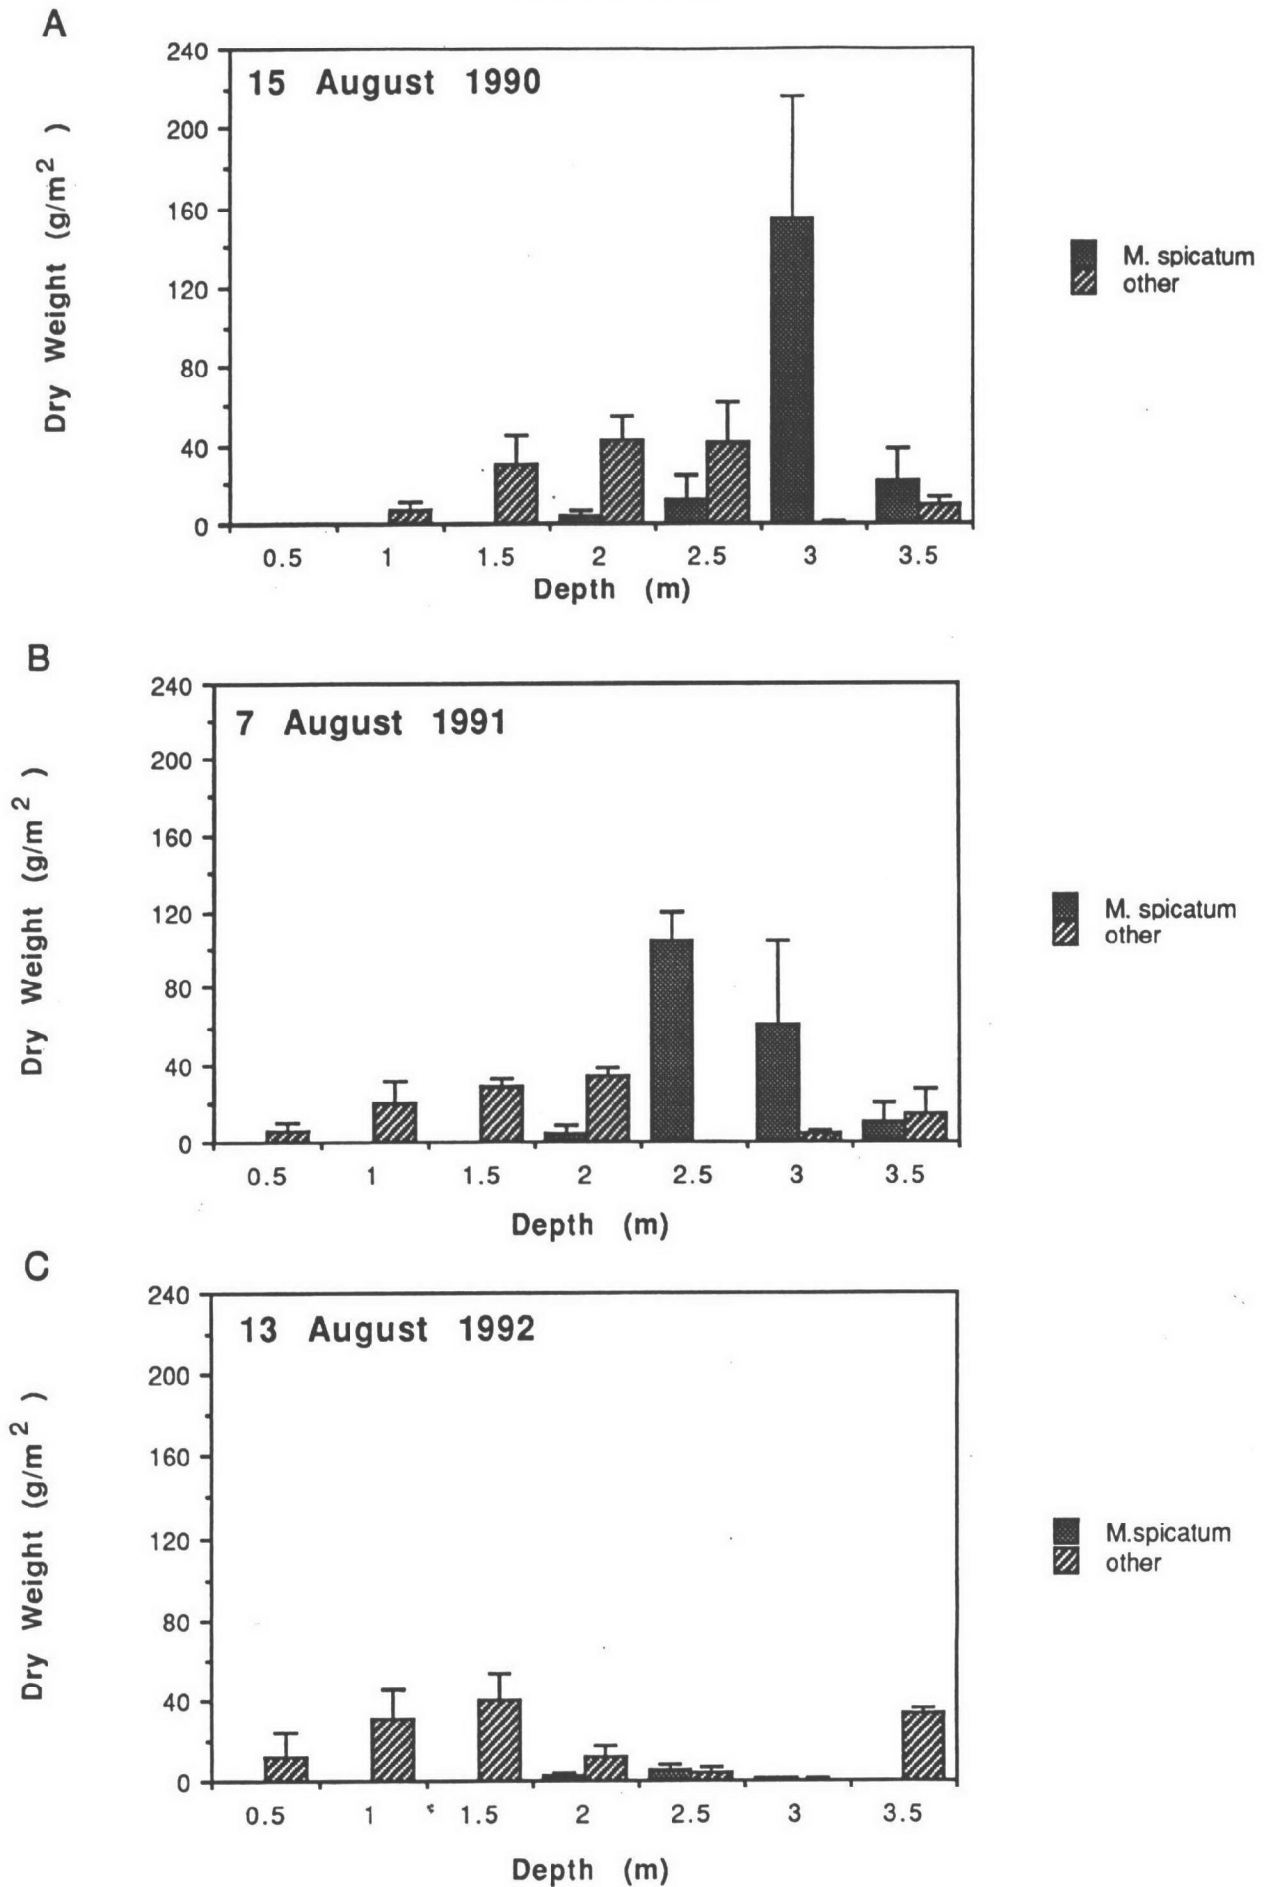 A
240
200
160
120
80
40
0
Dry Weight (g/m2)
15 August 1990
M. spicatum
other
0.5 1 1.5 2 2.5 3 3.5
Depth (m)
B
240
200
160
120
80
40
0
Dry Weight (g/m2)
7 August 1991
M. spicatum
other
0.5 1 1.5 2 2.5 3 3.5
Depth (m)
C
240
200
160
120
80
40
0
Dry Weight (g/m2)
13 August 1992
M.spicatum
other
0.5 1 1.5 2 2.5 3 3.5
Depth (m)